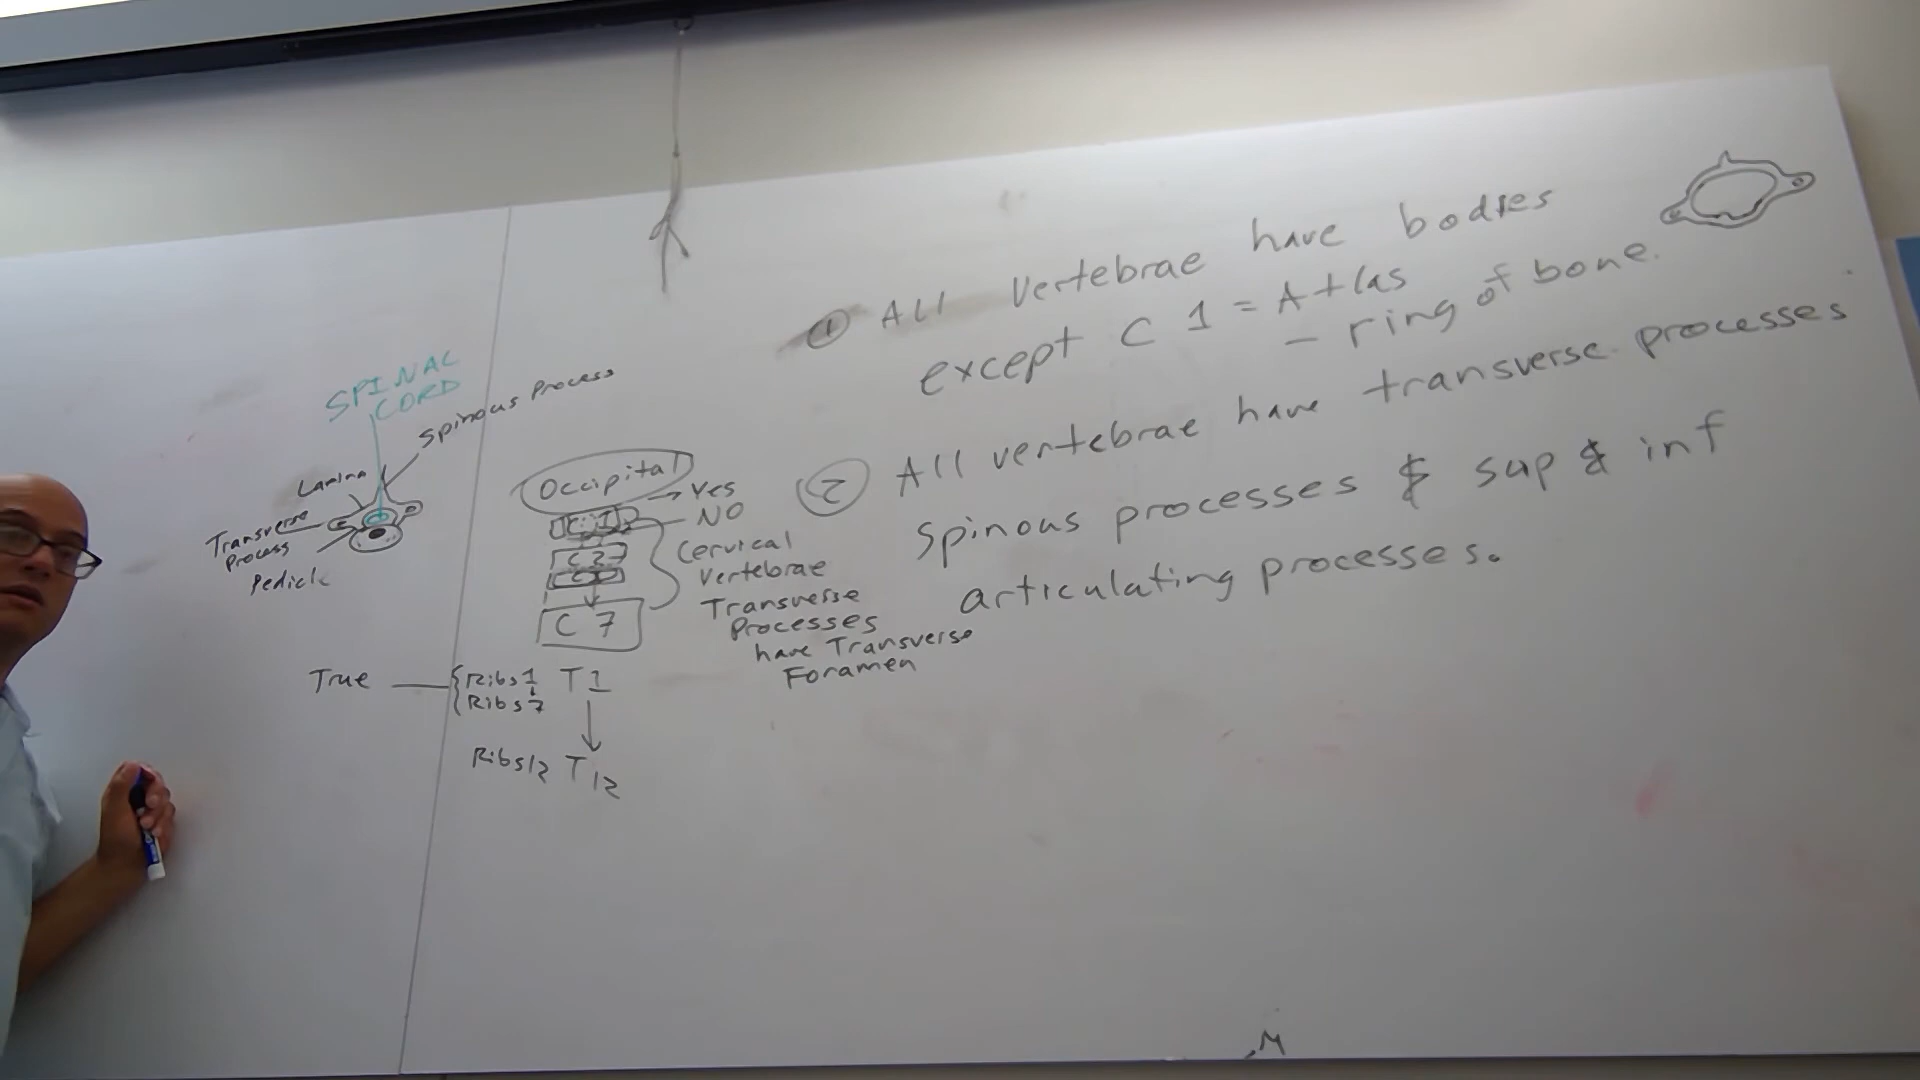 SPINAL
CORD
Spinous Process
Lamina
Transverse
Process
Pedicle
Occipital
Yes
NO
C 1
C 2
C 7
Cervical
Vertebrae
Transverse
Processes
have Transverse
Foramen
True
Ribs 1 T1
Ribs 7
Ribs 12 T12
① All vertebrae have bodies
except C 1 = Atlas
- ring of bone.
② All vertebrae have transverse processes
Spinous processes & sup & inf
articulating processes.